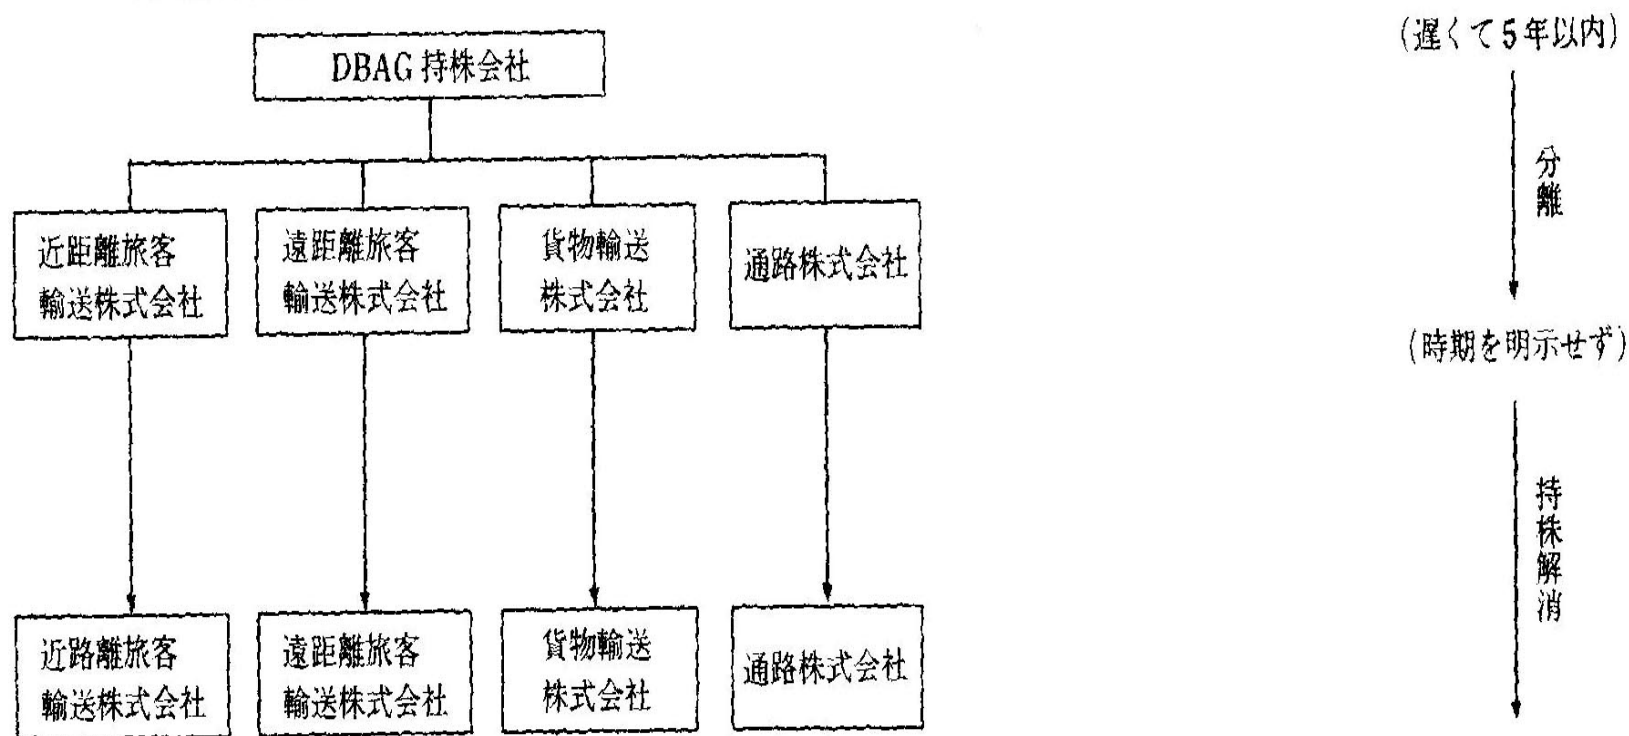 DBAG 持株会社
近距離旅客
輸送株式会社
遠距離旅客
輸送株式会社
貨物輸送
株式会社
通路株式会社
近路離旅客
輸送株式会社
遠距離旅客
輸送株式会社
貨物輸送
株式会社
通路株式会社
(遅くて5年以内)
分離
(時期を明示せず)
持株解消